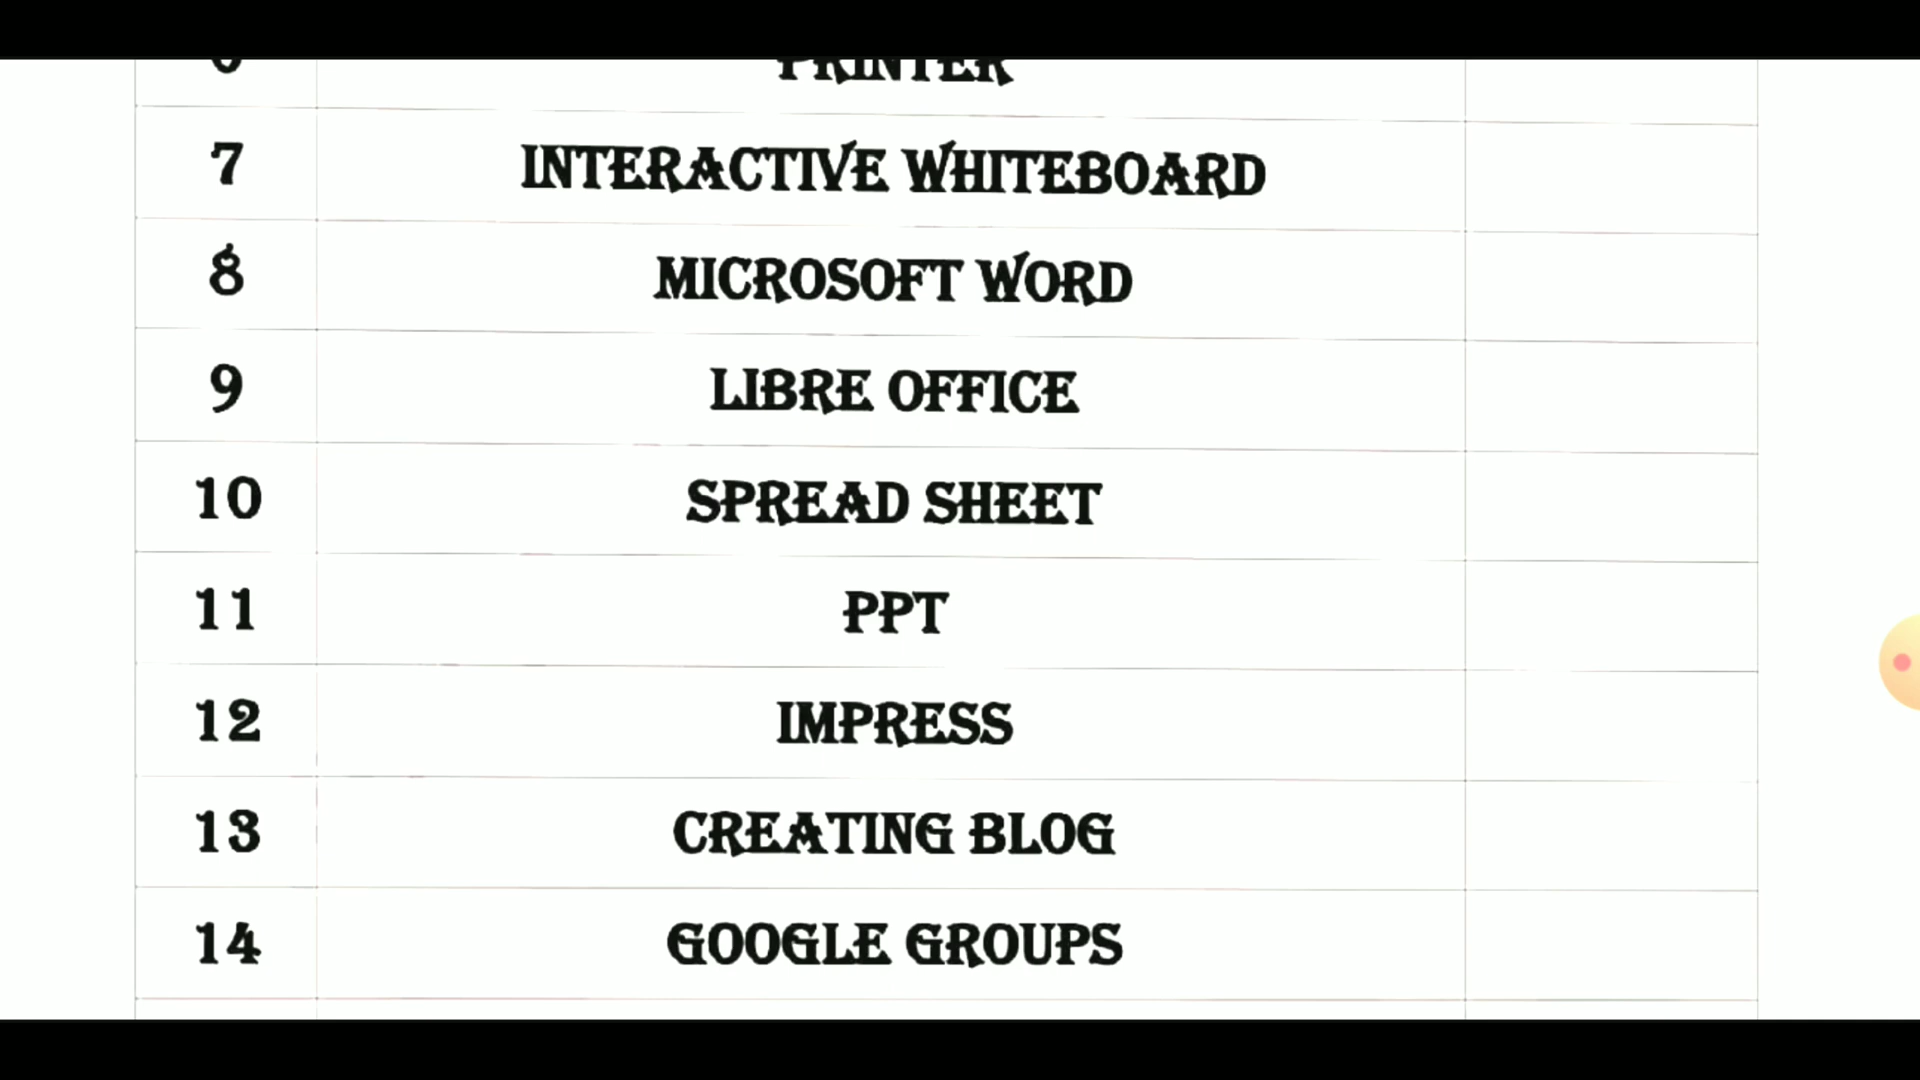 PRINTER
7 INTERACTIVE WHITEBOARD
8 MICROSOFT WORD
9 LIBRE OFFICE
10 SPREAD SHEET
11 PPT
12 IMPRESS
13 CREATING BLOG
14 GOOGLE GROUPS